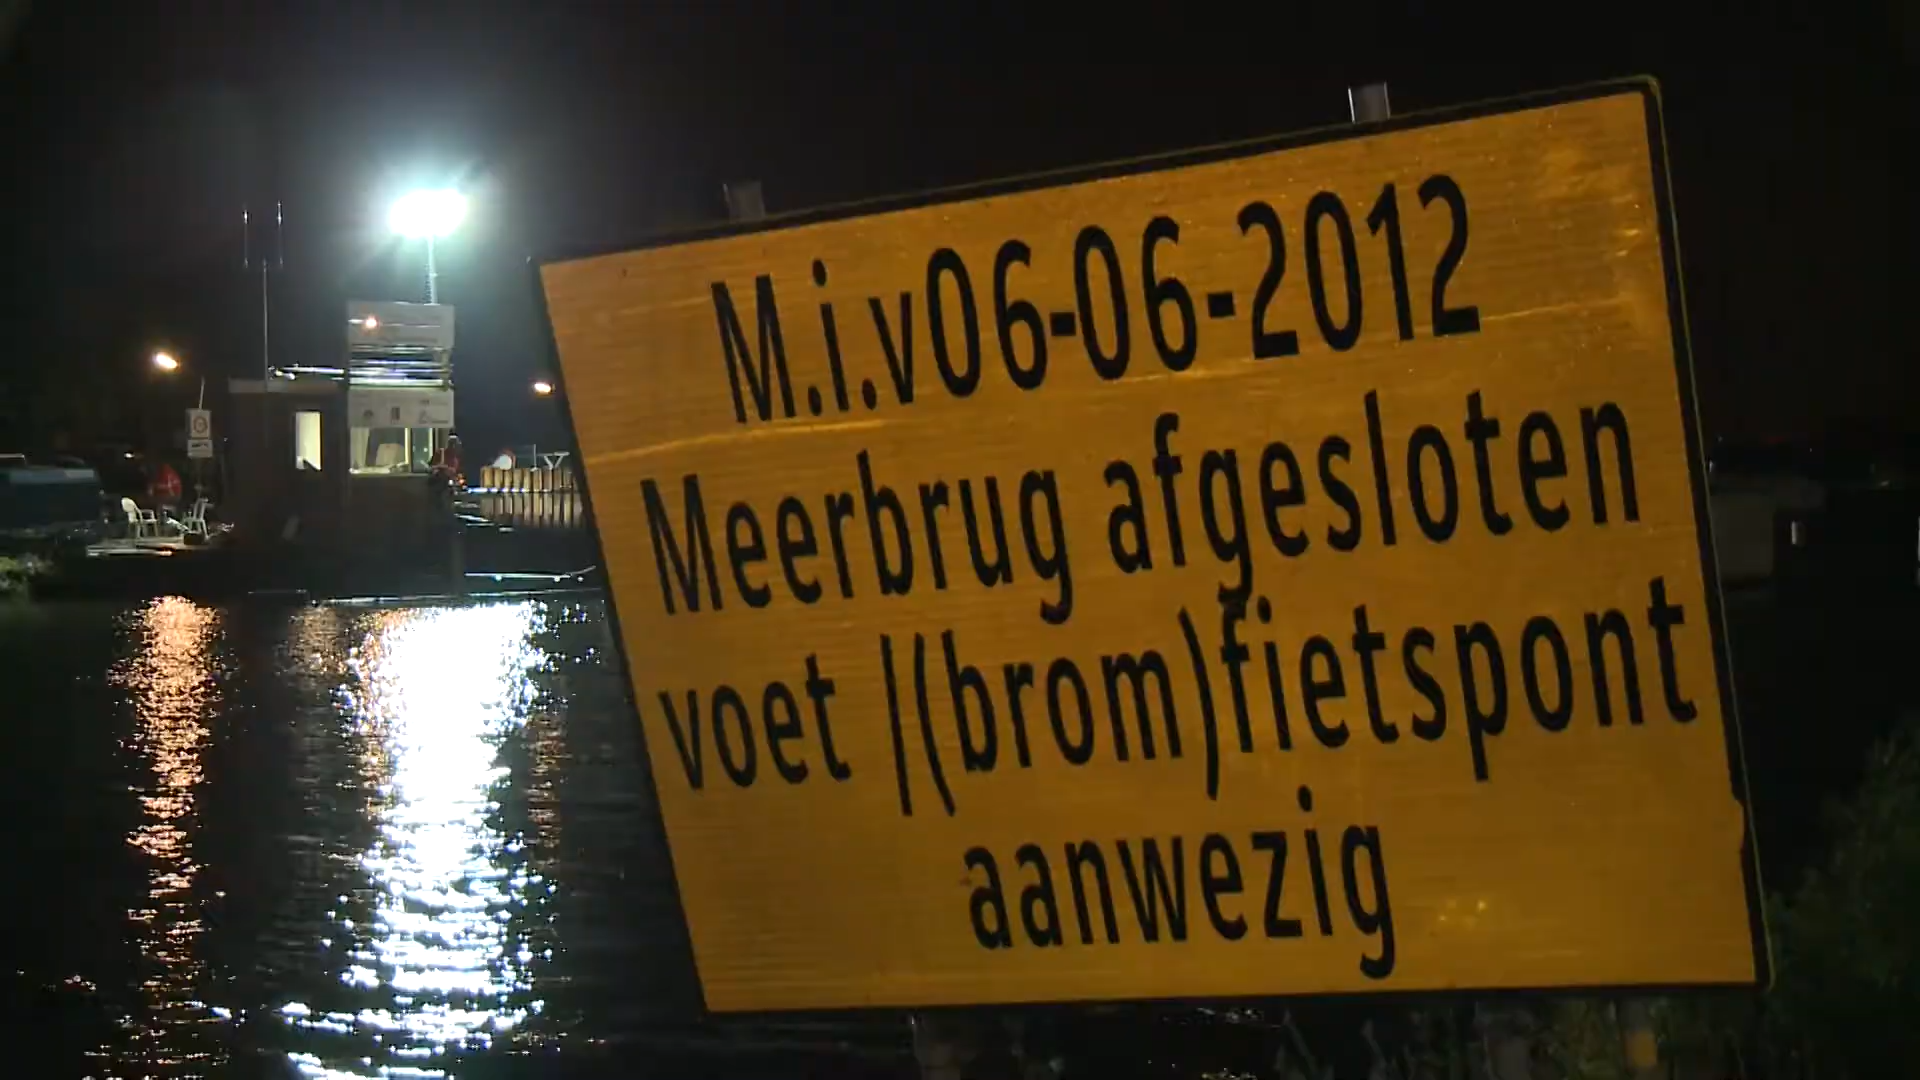 M.i.v06-06-2012
Meerbrug afgesloten
voet |(brom)fietspont
aanwezig